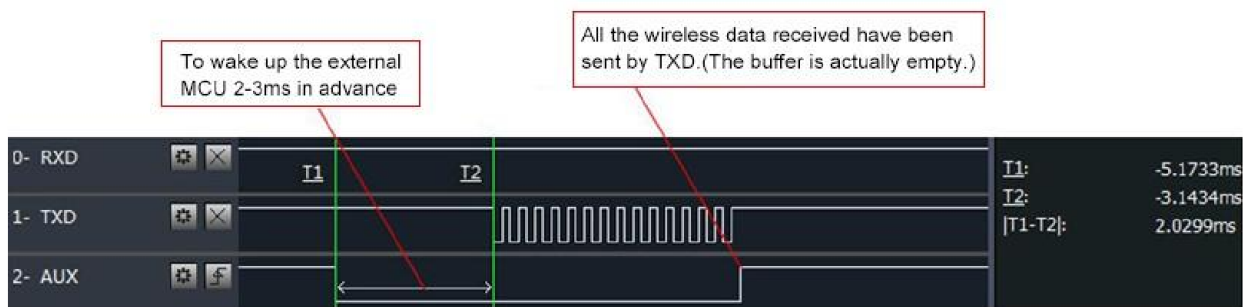 To wake up the external
MCU 2-3ms in advance
All the wireless data received have been
sent by TXD.(The buffer is actually empty.)
0- RXD
T1
T2
1- TXD
2- AUX
T1: -5.1733ms
T2: -3.1434ms
|T1-T2|: 2.0299ms